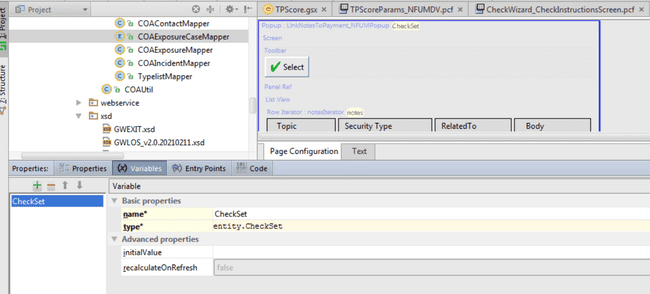 1: Project
Z: Structure
Project
TPScore.gsx
TPScoreParams_NFUMDV.pcf
CheckWizard_CheckInstructionsScreen.pcf
COAContactMapper
COAExposureCaseMapper
COAExposureMapper
COAIncidentMapper
TypelistMapper
COAUtil
webservice
xsd
GWEXIT.xsd
GWLOS_v2.0.20210211.xsd
Popup : LinkNotesToPayment_NFUMPopup CheckSet
Screen
Toolbar
Select
Panel Ref
List View
Row Iterator : notesIterator notes
Topic Security Type RelatedTo Body
Page Configuration Text
Properties: Properties (x) Variables Entry Points Code
CheckSet
Variable
Basic properties
name* CheckSet
type* entity.CheckSet
Advanced properties
initialValue
recalculateOnRefresh false